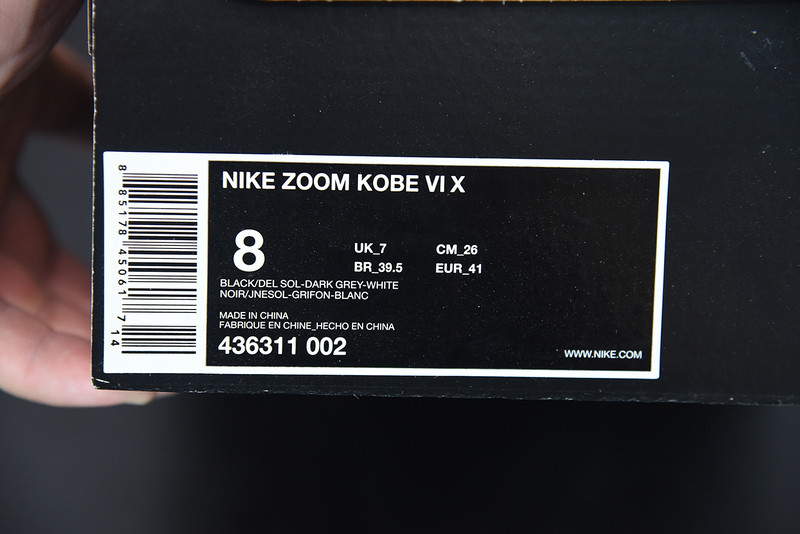 8 85178 45061 7 14
NIKE ZOOM KOBE VI X
8
UK_7 CM_26
BR_39.5 EUR_41
BLACK/DEL SOL-DARK GREY-WHITE
NOIR/JNESOL-GRIFON-BLANC
MADE IN CHINA
FABRIQUE EN CHINE_HECHO EN CHINA
436311 002
WWW.NIKE.COM